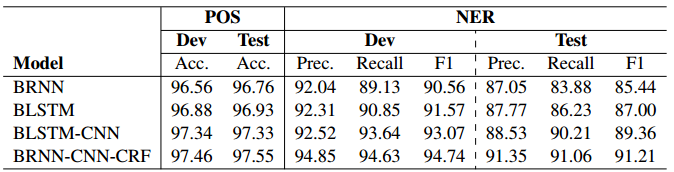 POS NER
Dev Test Dev Test
Model Acc. Acc. Prec. Recall F1 Prec. Recall F1
BRNN 96.56 96.76 92.04 89.13 90.56 87.05 83.88 85.44
BLSTM 96.88 96.93 92.31 90.85 91.57 87.77 86.23 87.00
BLSTM-CNN 97.34 97.33 92.52 93.64 93.07 88.53 90.21 89.36
BRNN-CNN-CRF 97.46 97.55 94.85 94.63 94.74 91.35 91.06 91.21